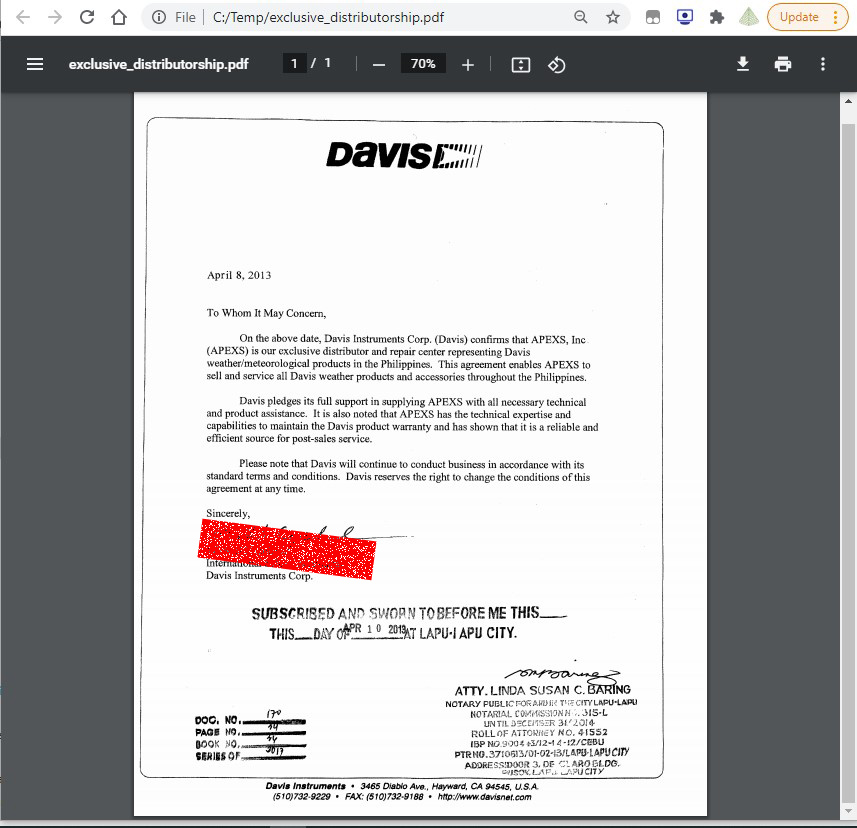 File | C:/Temp/exclusive_distributorship.pdf
Update
exclusive_distributorship.pdf
1 / 1
70%
DAVIS
April 8, 2013
To Whom It May Concern,
On the above date, Davis Instruments Corp. (Davis) confirms that APEXS, Inc
(APEXS) is our exclusive distributor and repair center representing Davis
weather/meteorological products in the Philippines. This agreement enables APEXS to
sell and service all Davis weather products and accessories throughout the Philippines.
Davis pledges its full support in supplying APEXS with all necessary technical
and product assistance. It is also noted that APEXS has the technical expertise and
capabilities to maintain the Davis product warranty and has shown that it is a reliable and
efficient source for post-sales service.
Please note that Davis will continue to conduct business in accordance with its
standard terms and conditions. Davis reserves the right to change the conditions of this
agreement at any time.
Sincerely,
International
Davis Instruments Corp.
SUBSCRIBED AND SWORN TO BEFORE ME THIS
THIS DAY OF APR 10 2013 AT LAPU-LAPU CITY.
ATTY. LINDA SUSAN C. BARING
NOTARY PUBLIC FOR AND IN THE CITY LAPU-LAPU
NOTARIAL COMMISSION 315-L
UNTIL DECEMBER 31/2014
ROLL OF ATTORNEY NO. 41552
IBP NO. 12-14-12/CEBU
PTR NO. 3710613/01-02-13/LAPU-LAPU CITY
ADDRESS: DOOR 3, DE CLARO BLDG.
LAPU-LAPU CITY
DOC. NO. 170
PAGE NO. 34
BOOK NO. 34
SERIES OF 2013
Davis Instruments • 3465 Diablo Ave., Hayward, CA 94545, U.S.A.
(510)732-9229 • FAX: (510)732-9188 • http://www.davisnet.com